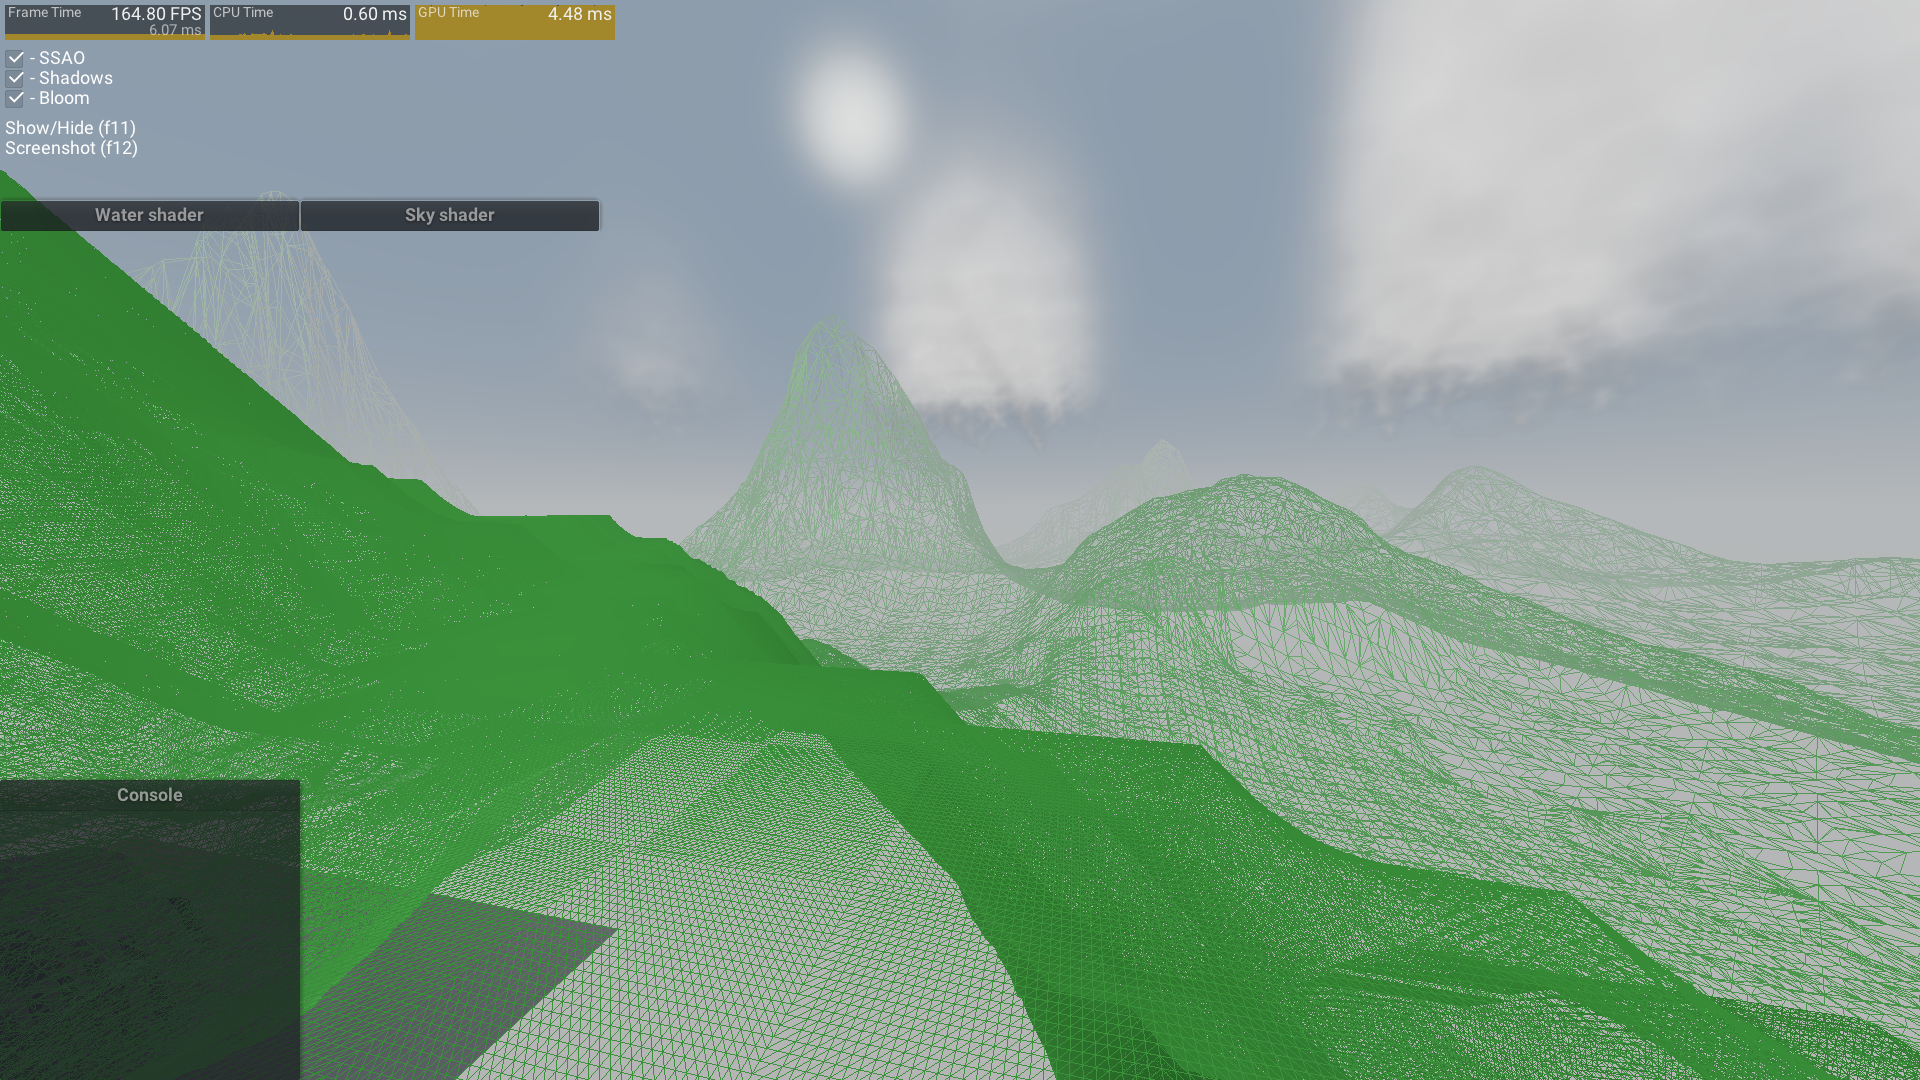 Frame Time 164.80 FPS CPU Time 0.60 ms GPU Time 4.48 ms
6.07 ms
- SSAO
- Shadows
- Bloom
Show/Hide (f11)
Screenshot (f12)
Water shader Sky shader
Console